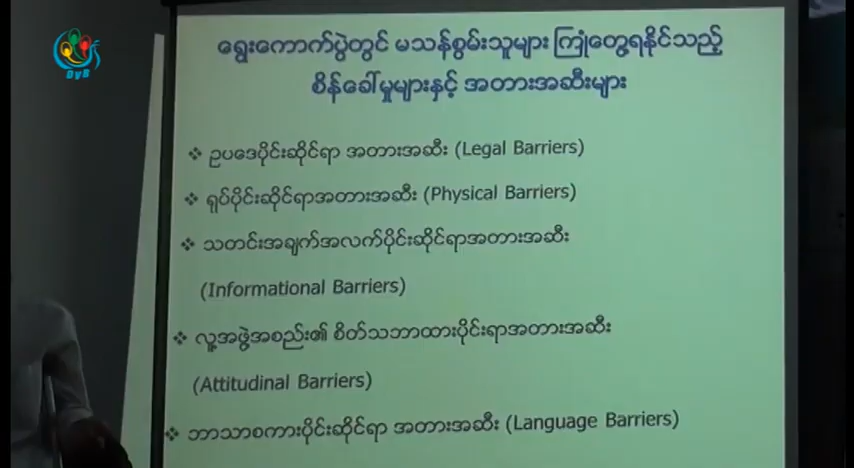 DVB
ရွေးကောက်ပွဲတွင် မသန်စွမ်းသူများ ကြုံတွေ့ရနိုင်သည့်
စိန်ခေါ်မှုများနှင့် အတားအဆီးများ
❖ ဥပဒေပိုင်းဆိုင်ရာ အတားအဆီး (Legal Barriers)
❖ ရုပ်ပိုင်းဆိုင်ရာအတားအဆီး (Physical Barriers)
❖ သတင်းအချက်အလက်ပိုင်းဆိုင်ရာအတားအဆီး
(Informational Barriers)
❖ လူ့အဖွဲ့အစည်း၏ စိတ်သဘာထားပိုင်းရာအတားအဆီး
(Attitudinal Barriers)
❖ ဘာသာစကားပိုင်းဆိုင်ရာ အတားအဆီး (Language Barriers)